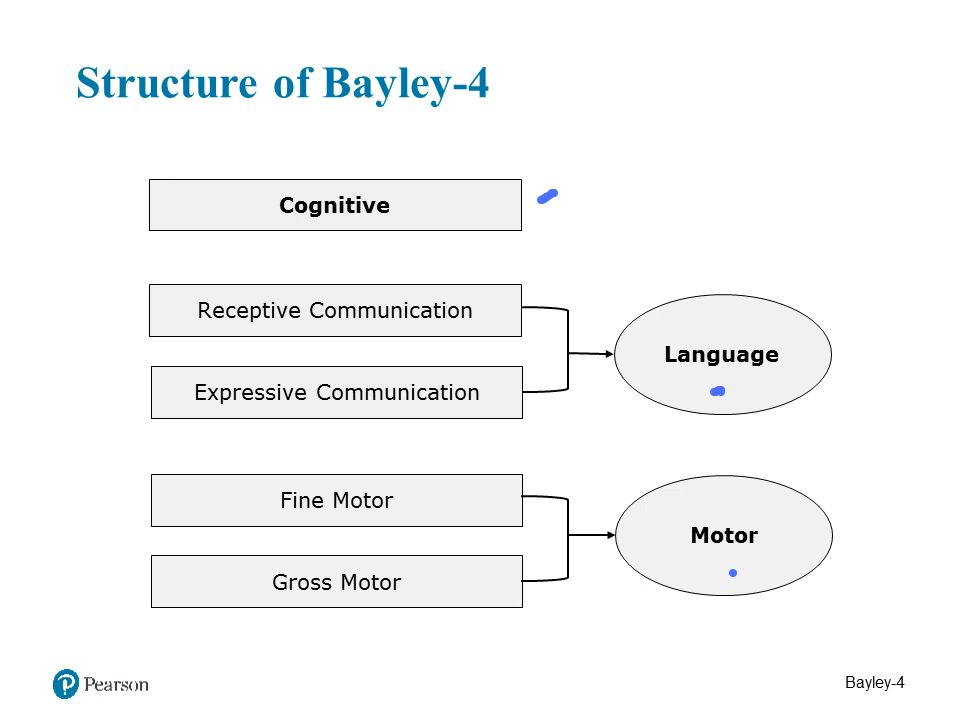 Structure of Bayley-4
Cognitive
Receptive Communication
Expressive Communication
Language
Fine Motor
Gross Motor
Motor
Pearson
Bayley-4